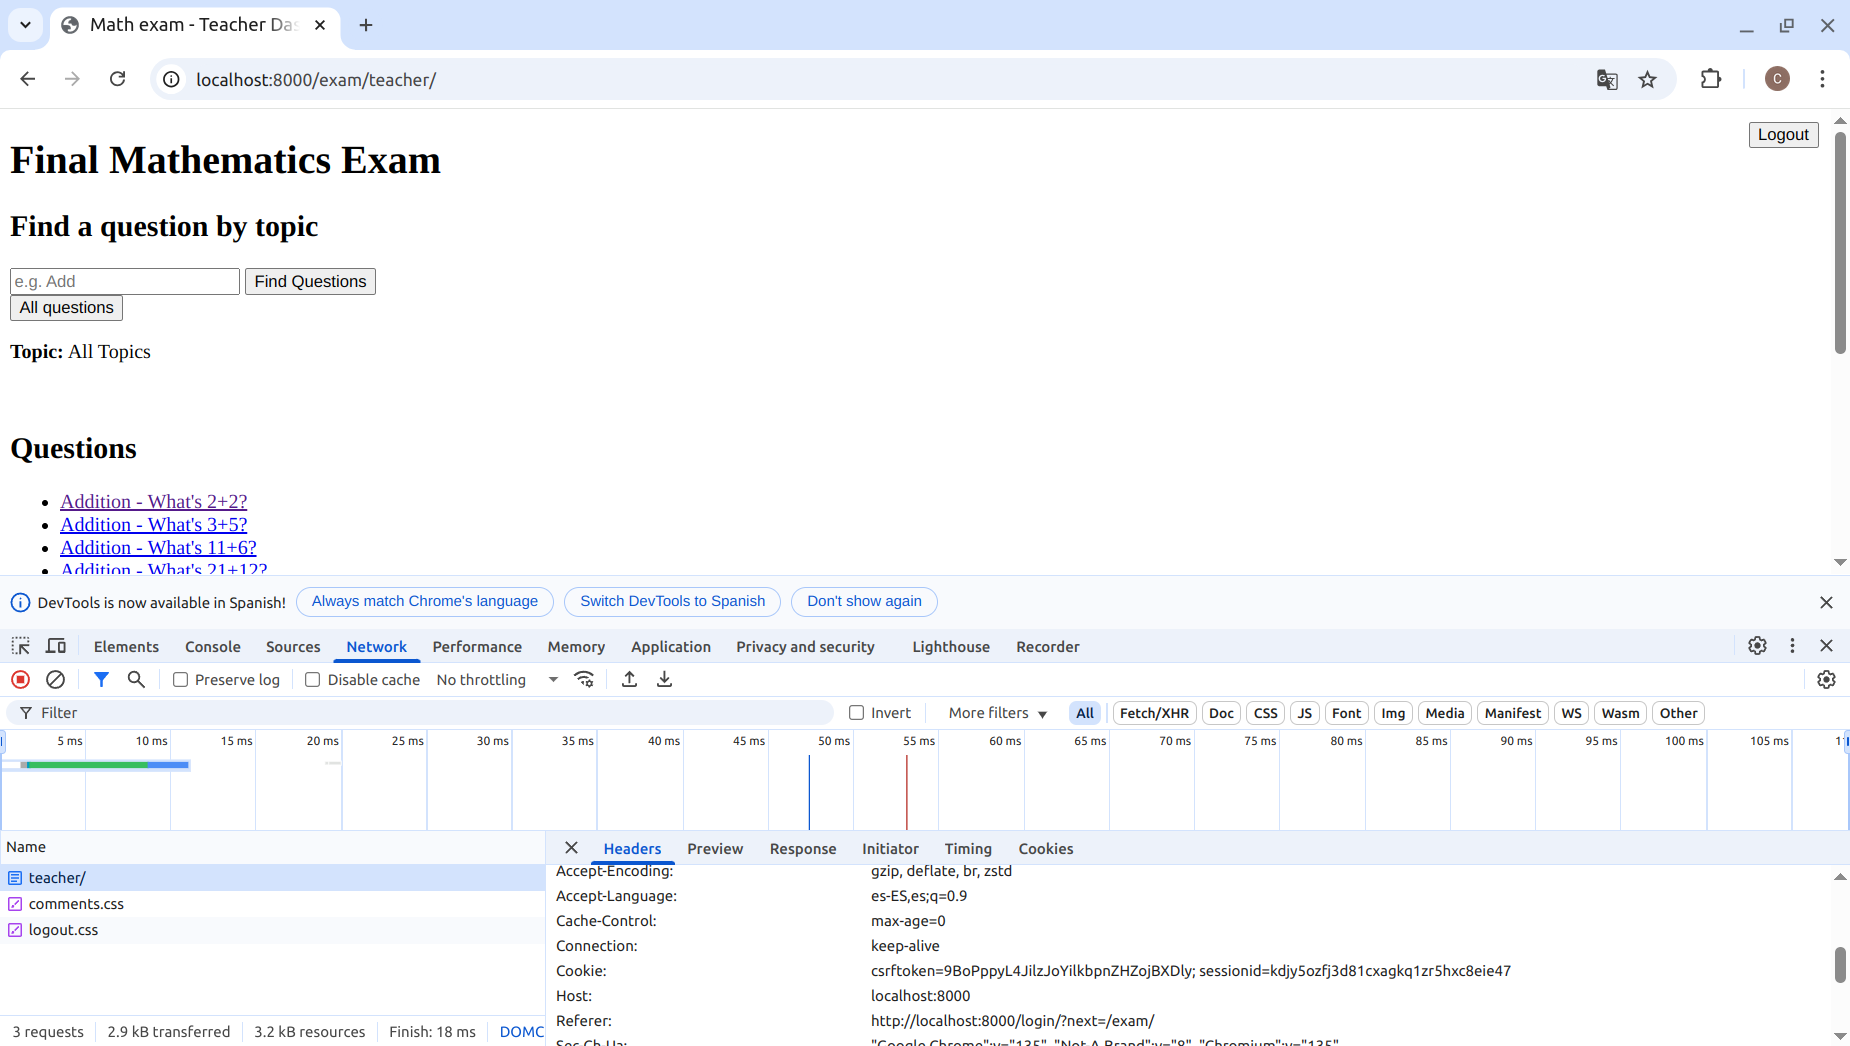 Math exam - Teacher Das
localhost:8000/exam/teacher/
C
Logout
Final Mathematics Exam
Find a question by topic
e.g. Add
Find Questions
All questions
Topic: All Topics
Questions
Addition - What's 2+2?
Addition - What's 3+5?
Addition - What's 11+6?
Addition - What's 21+12?
DevTools is now available in Spanish! Always match Chrome's language Switch DevTools to Spanish Don't show again
Elements Console Sources Network Performance Memory Application Privacy and security Lighthouse Recorder
Preserve log Disable cache No throttling
Filter Invert More filters All Fetch/XHR Doc CSS JS Font Img Media Manifest WS Wasm Other
5 ms 10 ms 15 ms 20 ms 25 ms 30 ms 35 ms 40 ms 45 ms 50 ms 55 ms 60 ms 65 ms 70 ms 75 ms 80 ms 85 ms 90 ms 95 ms 100 ms 105 ms
Name
teacher/
comments.css
logout.css
3 requests 2.9 kB transferred 3.2 kB resources Finish: 18 ms DOMC
Headers Preview Response Initiator Timing Cookies
Accept-Encoding: gzip, deflate, br, zstd
Accept-Language: es-ES,es;q=0.9
Cache-Control: max-age=0
Connection: keep-alive
Cookie: csrftoken=9BoPppyL4JilzJoYilkbpnZHZojBXDly; sessionid=kdjy5ozfj3d81cxagkq1zr5hxc8eie47
Host: localhost:8000
Referer: http://localhost:8000/login/?next=/exam/
Sec-Ch-Ua: "Google Chrome";v="135", "Not-A.Brand";v="8", "Chromium";v="135"